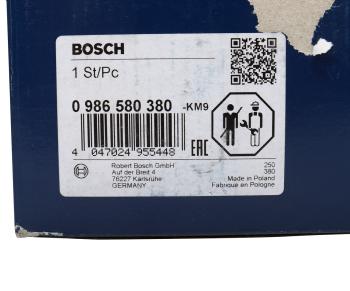 BOSCH
1 St/Pc
0 986 580 380 -KM9
4 047024 955448
EAC
Robert Bosch GmbH
Auf der Breit 4
76227 Karlsruhe
GERMANY
250
380
Made in Poland
Fabriqué en Pologne